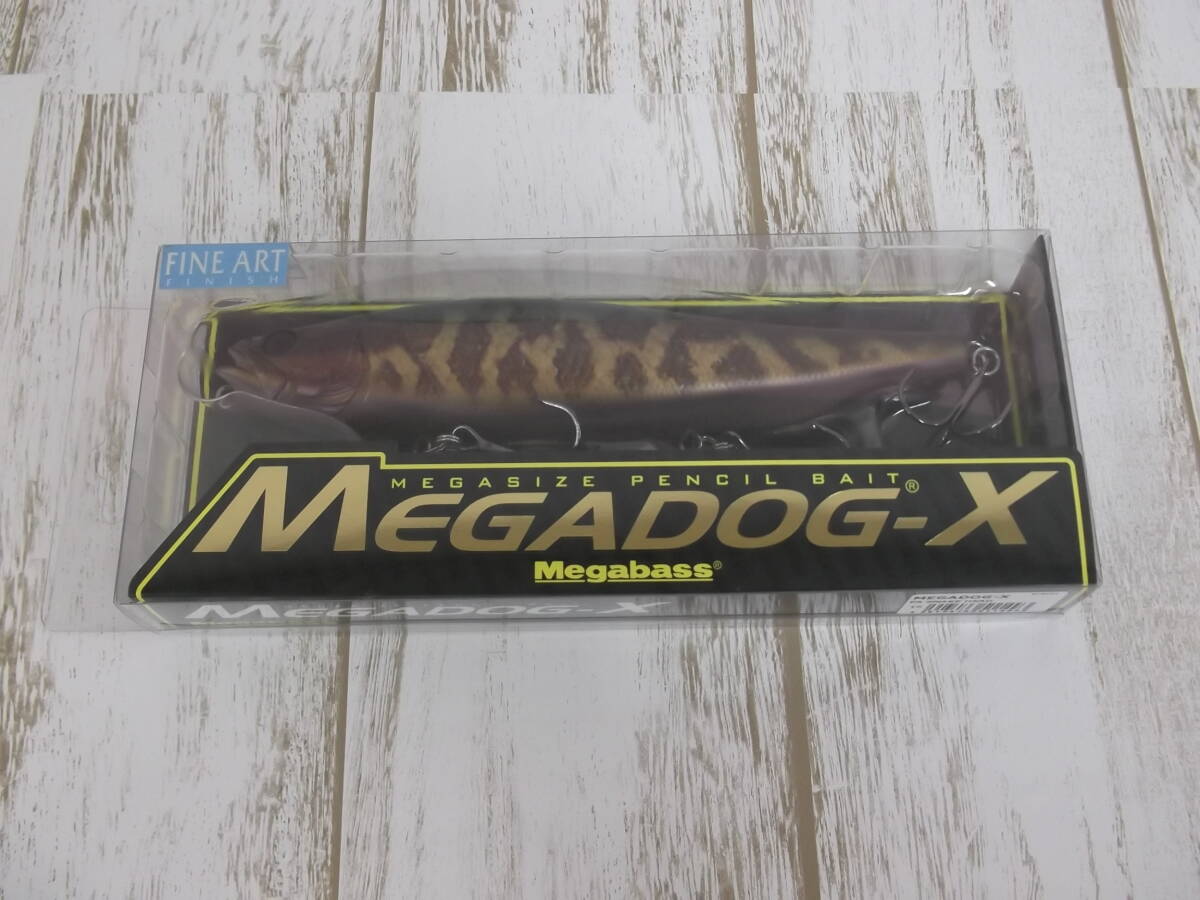 FINE ART
FINISH
MEGASIZE PENCIL BAIT
MEGADOG-X®
Megabass®
MEGADOG-X
MEGADOG-X